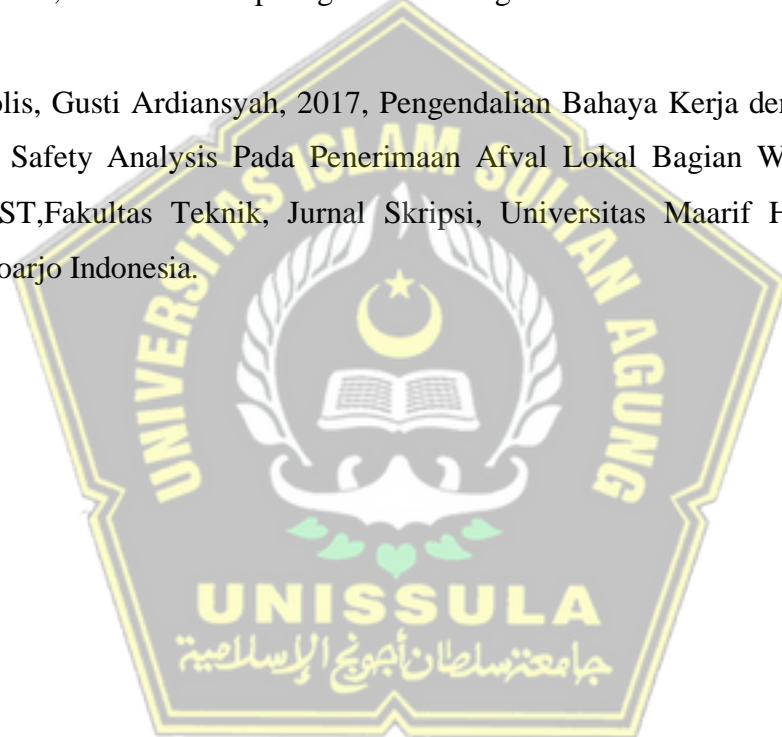 olis, Gusti Ardiansyah, 2017, Pengendalian Bahaya Kerja der
Safety Analysis Pada Penerimaan Afval Lokal Bagian W
ST,Fakultas Teknik, Jurnal Skripsi, Universitas Maarif H
oarjo Indonesia.
UNIVERSITAS ISLAM SULTAN AGUNG
UNISSULA
جامعة سلطان أجونج الإسلامية